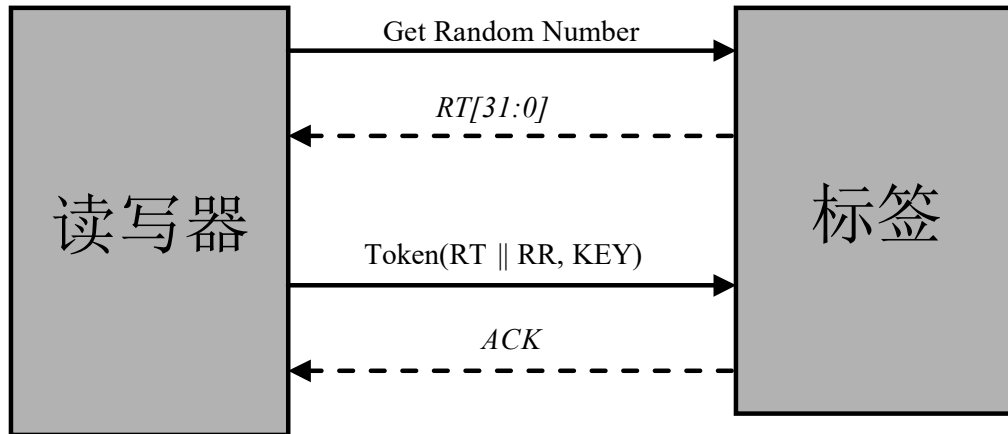 Get Random Number
RT[31:0]
读写器
标签
Token(RT || RR, KEY)
ACK